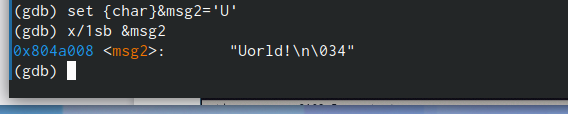 (gdb) set {char}&msg2='U'
(gdb) x/1sb &msg2
0x804a008 <msg2>:        "Uorld!\n\034"
(gdb)